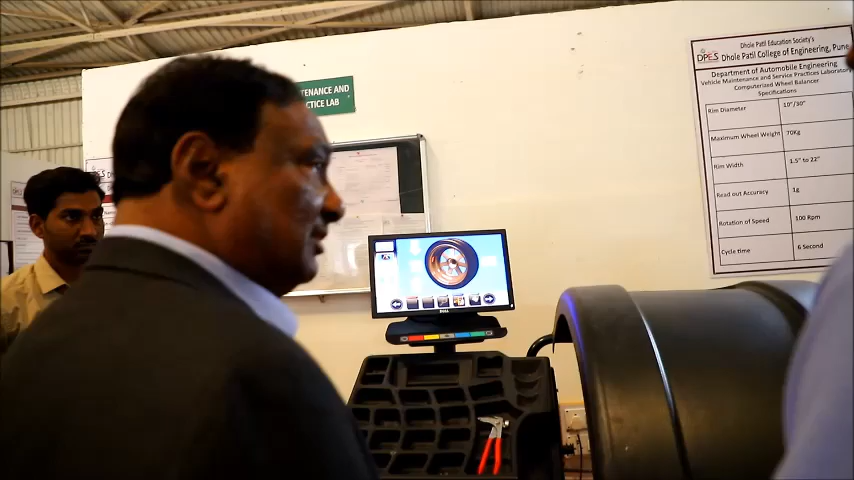 TENANCE AND
CTICE LAB
DPES
Dhole Patil Education Society's
Dhole Patil College of Engineering, Pune
Department of Automobile Engineering
Vehicle Maintenance and Service Practices Laboratory
Computerized Wheel Balancer
Specifications
Rim Diameter 10"/30"
Maximum Wheel Weight 70Kg
Rim Width 1.5" to 22"
Read out Accuracy 1g
Rotation of Speed 100 Rpm
Cycle time 6 Second
DELL